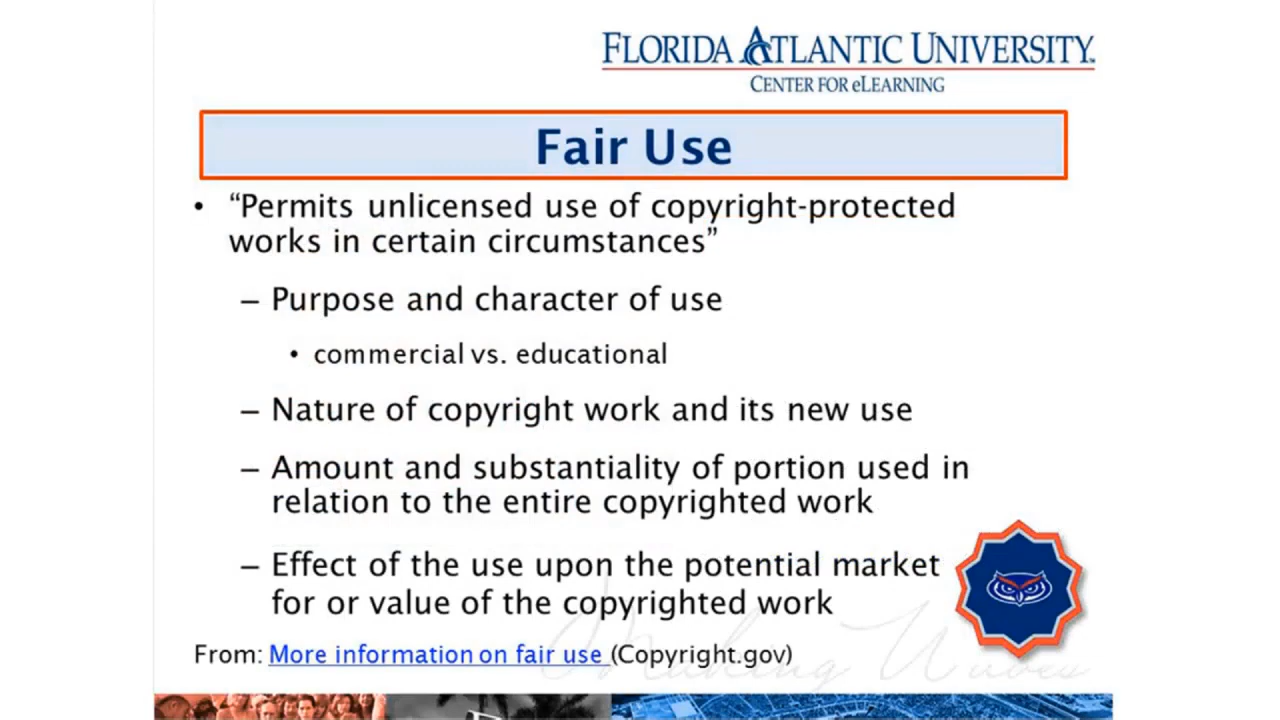 FLORIDA ATLANTIC UNIVERSITY
CENTER FOR eLEARNING
Fair Use
• “Permits unlicensed use of copyright-protected
works in certain circumstances”
– Purpose and character of use
• commercial vs. educational
– Nature of copyright work and its new use
– Amount and substantiality of portion used in
relation to the entire copyrighted work
– Effect of the use upon the potential market
for or value of the copyrighted work
From: More information on fair use (Copyright.gov)
Making Waves